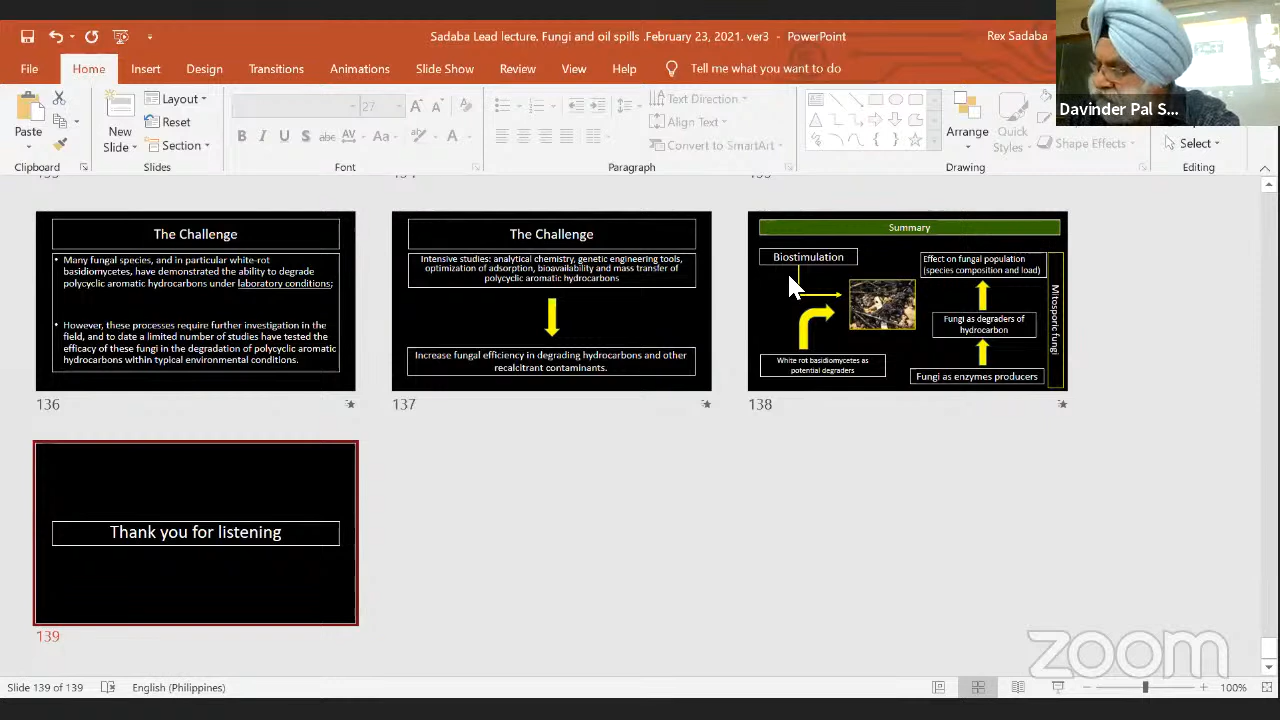 Sadaba Lead lecture. Fungi and oil spills .February 23, 2021. ver3 - PowerPoint
Rex Sadaba
File Home Insert Design Transitions Animations Slide Show Review View Help Tell me what you want to do
Davinder Pal S...
Paste
New
Slide
Layout
Reset
Section
27
B I U S abc AV Aa A
Text Direction
Align Text
Convert to SmartArt
Arrange
Quick
Styles
Shape Effects
Select
Clipboard Slides Font Paragraph Drawing Editing
The Challenge
• Many fungal species, and in particular white-rot
basidiomycetes, have demonstrated the ability to degrade
polycyclic aromatic hydrocarbons under laboratory conditions;
• However, these processes require further investigation in the
field, and to date a limited number of studies have tested the
efficacy of these fungi in the degradation of polycyclic aromatic
hydrocarbons within typical environmental conditions.
136
The Challenge
Intensive studies: analytical chemistry, genetic engineering tools,
optimization of adsorption, bioavailability and mass transfer of
polycyclic aromatic hydrocarbons
Increase fungal efficiency in degrading hydrocarbons and other
recalcitrant contaminants.
137
Summary
Biostimulation
White rot basidiomycetes as
potential degraders
Effect on fungal population
(species composition and load)
Fungi as degraders of
hydrocarbon
Fungi as enzymes producers
Mitosporic fungi
138
Thank you for listening
139
zoom
Slide 139 of 139
English (Philippines)
100%